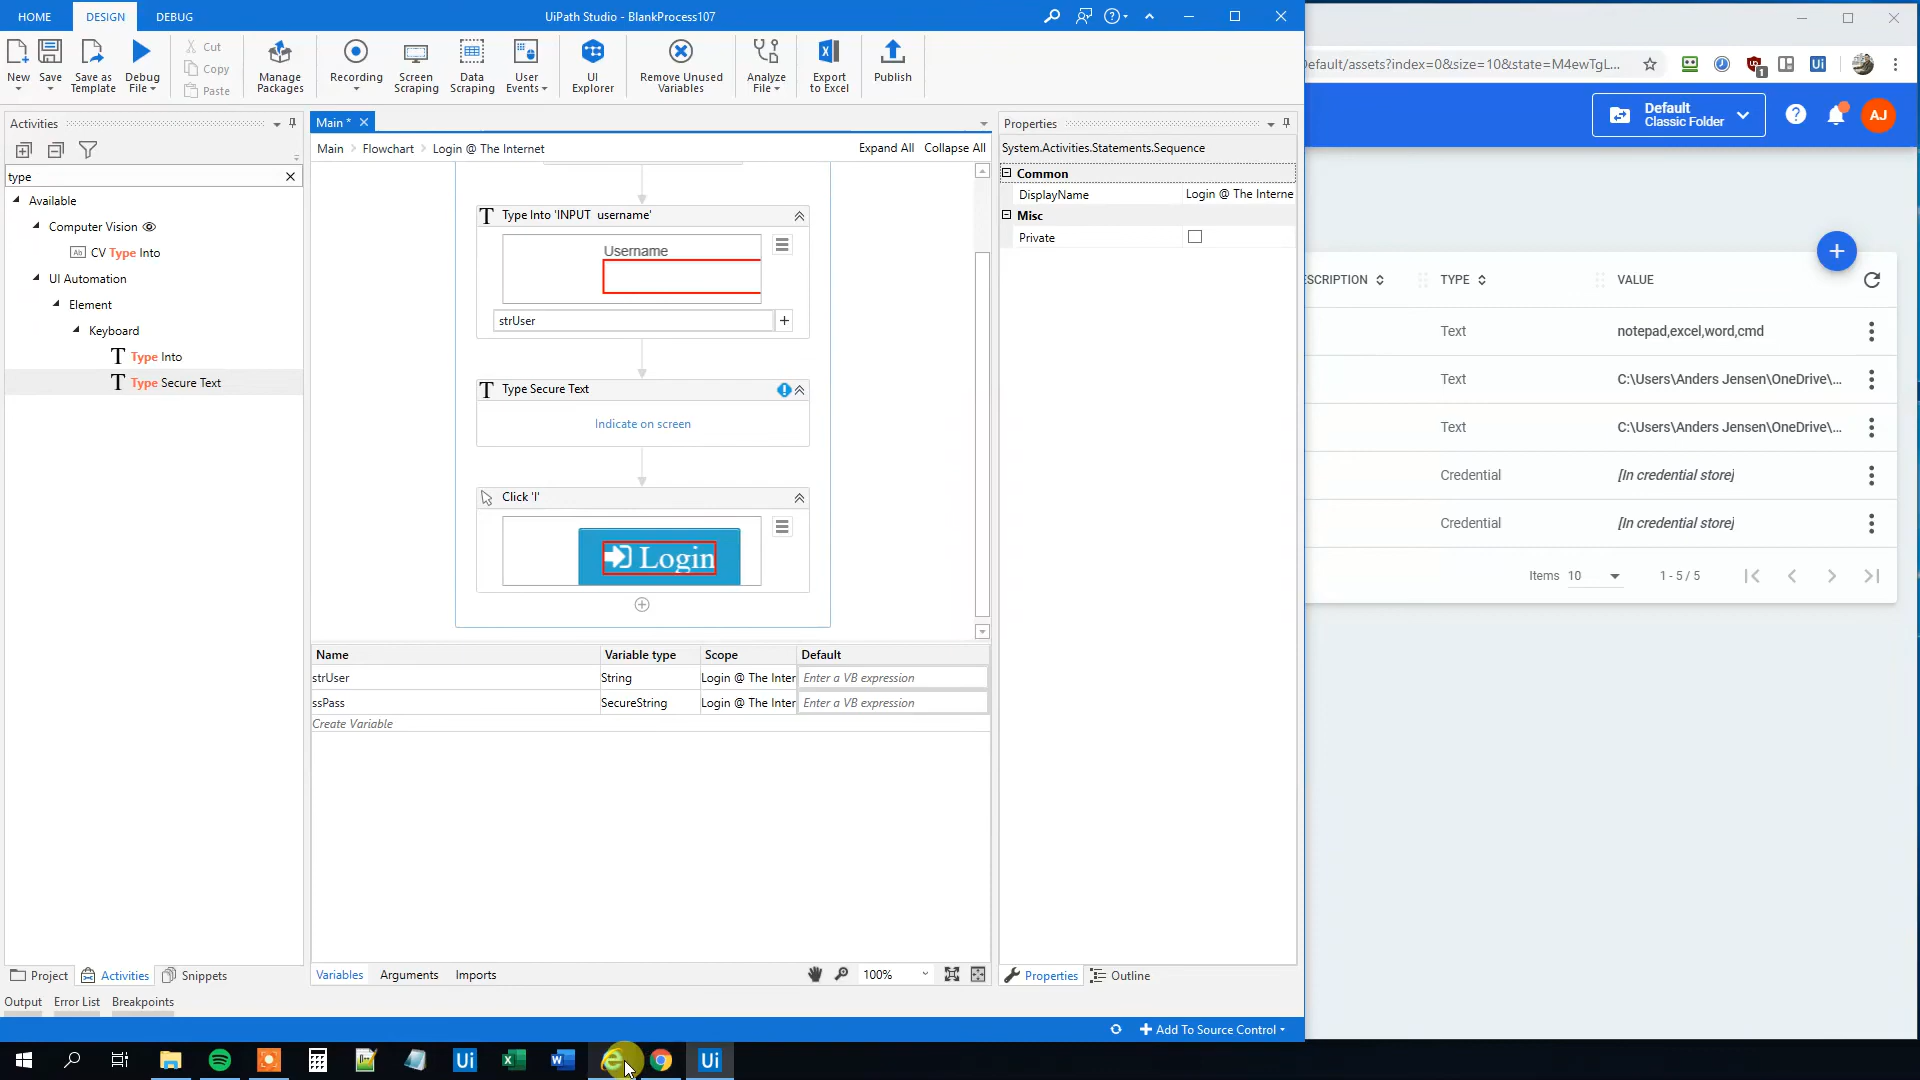 HOME
DESIGN
DEBUG
UiPath Studio - BlankProcess107
New
Save
Save as Template
Debug File
Cut
Copy
Paste
Manage Packages
Recording
Screen Scraping
Data Scraping
User Events
UI Explorer
Remove Unused Variables
Analyze File
Export to Excel
Publish
Activities
type
Available
Computer Vision
CV Type Into
UI Automation
Element
Keyboard
Type Into
Type Secure Text
Main *
Main
Flowchart
Login @ The Internet
Expand All
Collapse All
Type Into 'INPUT username'
Username
strUser
Type Secure Text
Indicate on screen
Click 'I'
Login
Name
Variable type
Scope
Default
strUser
String
Login @ The Inter
Enter a VB expression
ssPass
SecureString
Login @ The Inter
Enter a VB expression
Create Variable
Variables
Arguments
Imports
100%
Properties
System.Activities.Statements.Sequence
Common
DisplayName
Login @ The Interne
Misc
Private
Properties
Outline
Project
Activities
Snippets
Output
Error List
Breakpoints
Add To Source Control
Default/assets?index=0&size=10&state=M4ewTgL...
Default
Classic Folder
AJ
ESCRIPTION
TYPE
VALUE
Text
notepad,excel,word,cmd
Text
C:\Users\Anders Jensen\OneDrive\...
Text
C:\Users\Anders Jensen\OneDrive\...
Credential
[In credential store]
Credential
[In credential store]
Items 10
1 - 5 / 5